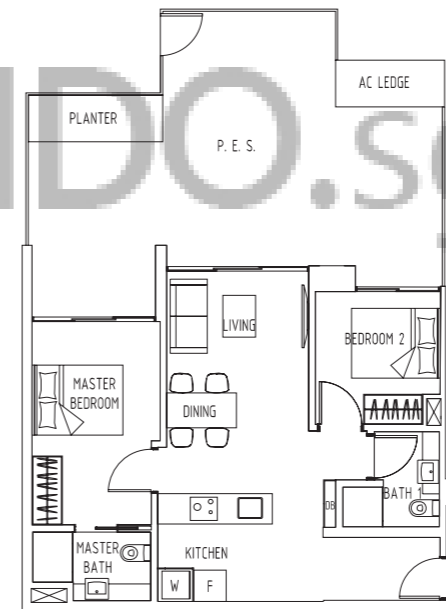 AC LEDGE
PLANTER
P. E. S.
IDO.s
LIVING
BEDROOM 2
MASTER
BEDROOM
DINING
BATH 1
DB
KITCHEN
MASTER
BATH
W
F